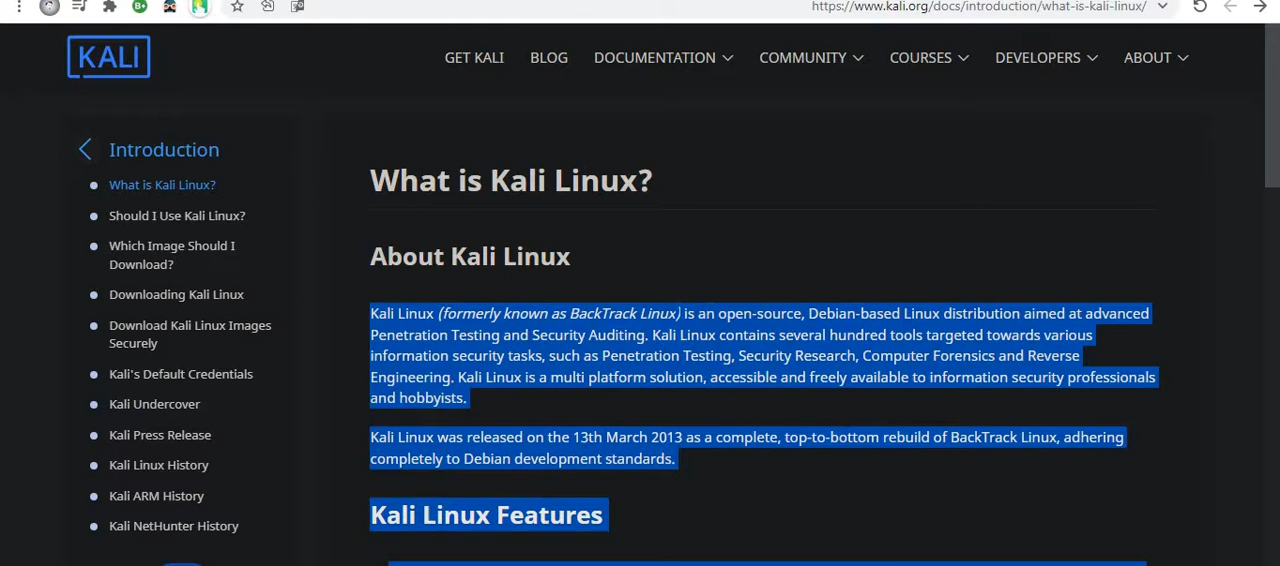 https://www.kali.org/docs/introduction/what-is-kali-linux/
KALI
GET KALI
BLOG
DOCUMENTATION
COMMUNITY
COURSES
DEVELOPERS
ABOUT
Introduction
What is Kali Linux?
Should I Use Kali Linux?
Which Image Should I
Download?
Downloading Kali Linux
Download Kali Linux Images
Securely
Kali's Default Credentials
Kali Undercover
Kali Press Release
Kali Linux History
Kali ARM History
Kali NetHunter History
What is Kali Linux?
About Kali Linux
Kali Linux (formerly known as BackTrack Linux) is an open-source, Debian-based Linux distribution aimed at advanced
Penetration Testing and Security Auditing. Kali Linux contains several hundred tools targeted towards various
information security tasks, such as Penetration Testing, Security Research, Computer Forensics and Reverse
Engineering. Kali Linux is a multi platform solution, accessible and freely available to information security professionals
and hobbyists.
Kali Linux was released on the 13th March 2013 as a complete, top-to-bottom rebuild of BackTrack Linux, adhering
completely to Debian development standards.
Kali Linux Features